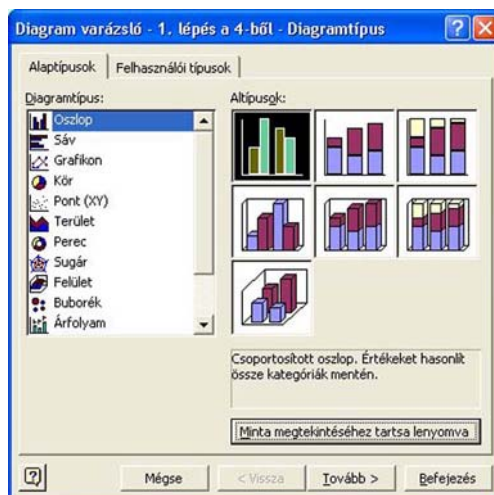 Diagram varázsló - 1. lépés a 4-ből - Diagramtípus
Alaptípusok
Felhasználói típusok
Diagramtípus:
Oszlop
Sáv
Grafikon
Kör
Pont (XY)
Terület
Perec
Sugár
Felület
Buborék
Árfolyam
Altípusok:
Csoportosított oszlop. Értékeket hasonlít
össze kategóriák mentén.
Minta megtekintéséhez tartsa lenyomva
Mégse
< Vissza
Tovább >
Befejezés